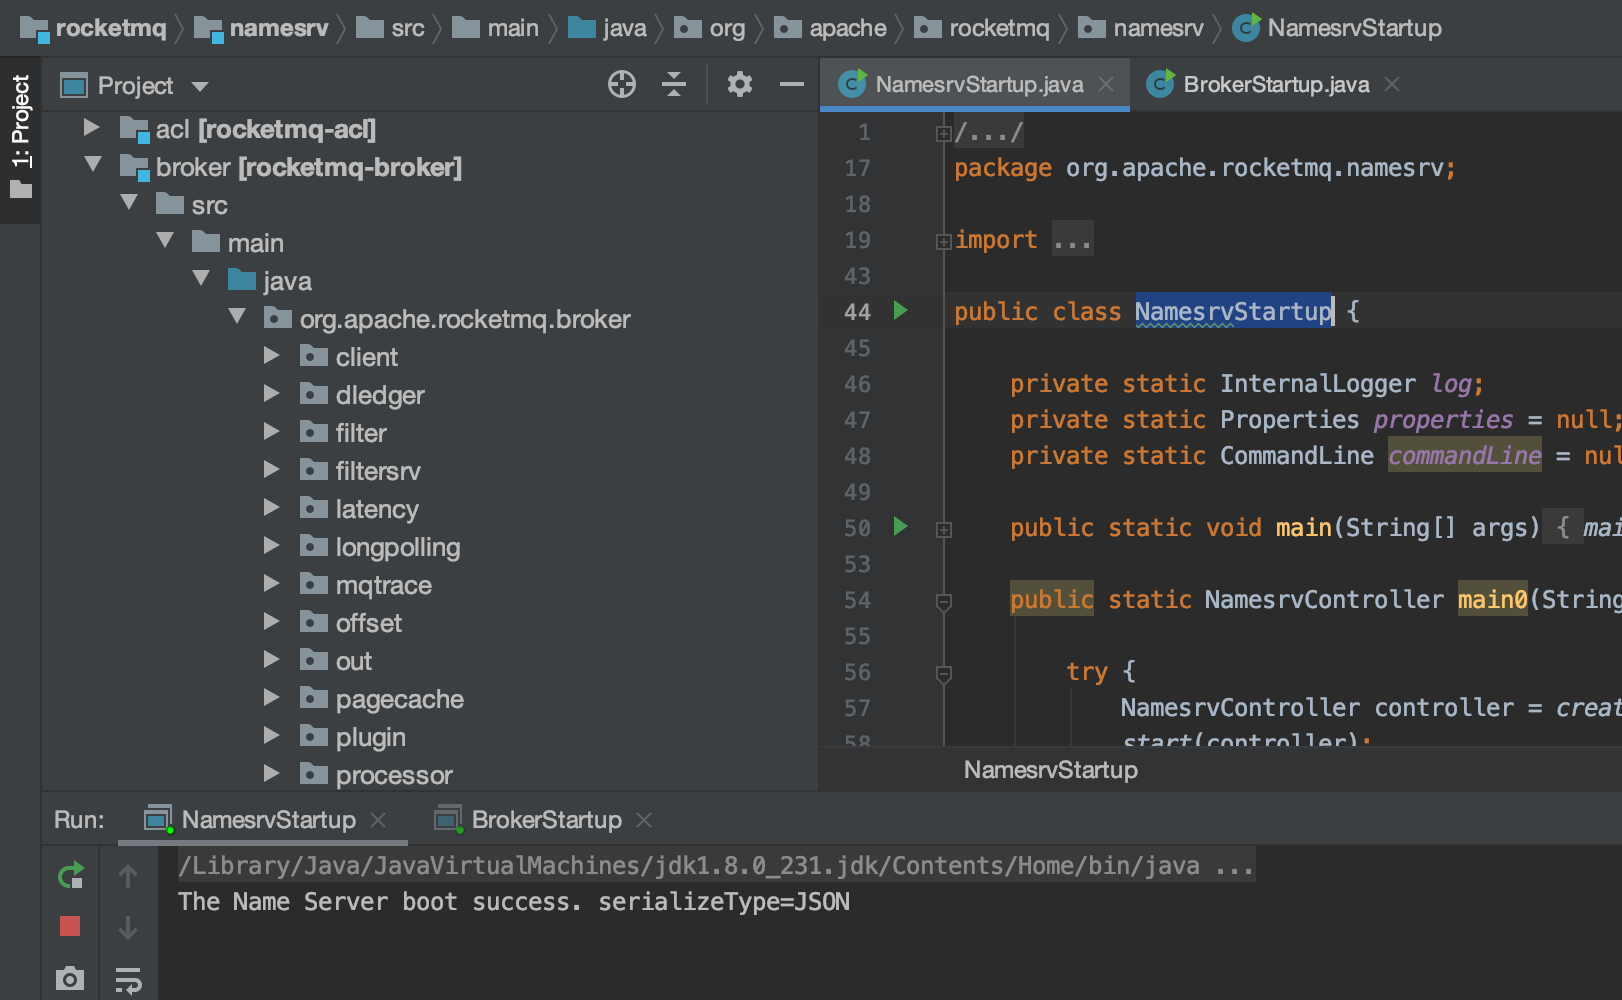 rocketmq namesrv src main java org apache rocketmq namesrv NamesrvStartup
1: Project
Project
NamesrvStartup.java
BrokerStartup.java
acl [rocketmq-acl]
broker [rocketmq-broker]
src
main
java
org.apache.rocketmq.broker
client
dledger
filter
filtersrv
latency
longpolling
mqtrace
offset
out
pagecache
plugin
processor
1 /.../
17 package org.apache.rocketmq.namesrv;
18
19 import ...
43
44 public class NamesrvStartup {
45
46 private static InternalLogger log;
47 private static Properties properties = null;
48 private static CommandLine commandLine = nul
49
50 public static void main(String[] args) { mai
53
54 public static NamesrvController main0(String
55
56 try {
57 NamesrvController controller = creat
58 start(controller);
NamesrvStartup
Run: NamesrvStartup BrokerStartup
/Library/Java/JavaVirtualMachines/jdk1.8.0_231.jdk/Contents/Home/bin/java ...
The Name Server boot success. serializeType=JSON